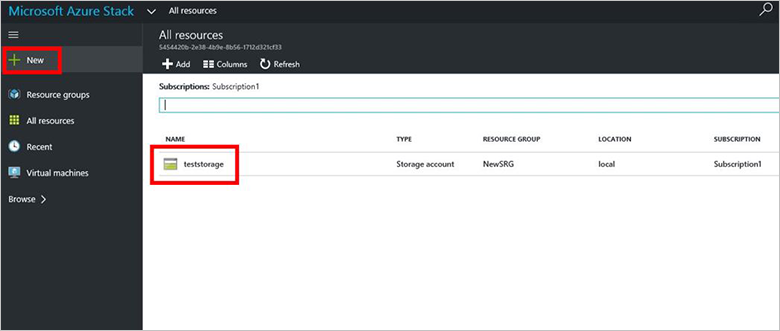 Microsoft Azure Stack All resources
New
Resource groups
All resources
Recent
Virtual machines
Browse
All resources
5454420b-2e38-4b9e-8b56-1712d321cf33
Add Columns Refresh
Subscriptions: Subscription1
NAME TYPE RESOURCE GROUP LOCATION SUBSCRIPTION
teststorage Storage account NewSRG local Subscription1